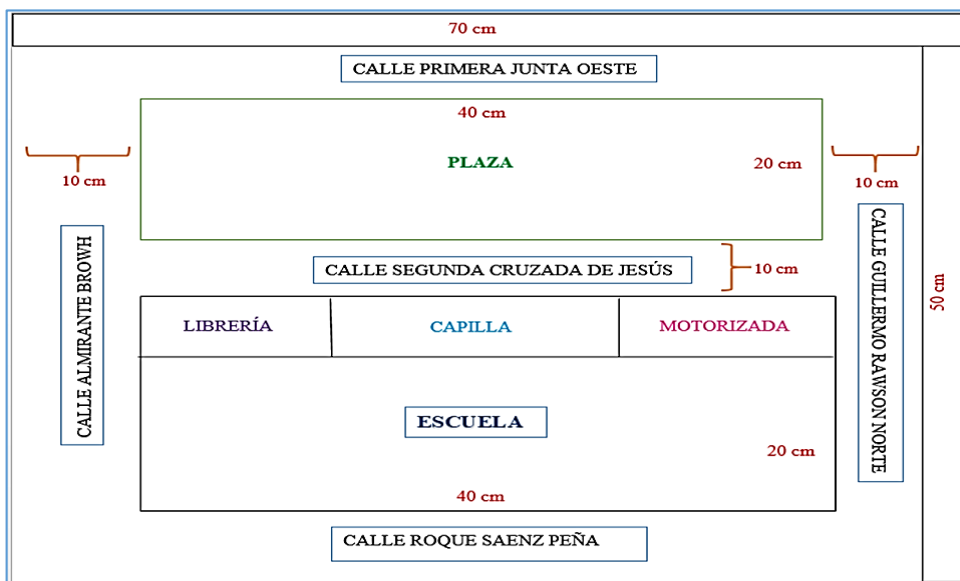 70 cm
CALLE PRIMERA JUNTA OESTE
40 cm
PLAZA
20 cm
10 cm
10 cm
CALLE ALMIRANTE BROWH
CALLE GUILLERMO RAWSON NORTE
50 cm
CALLE SEGUNDA CRUZADA DE JESÚS
10 cm
LIBRERÍA
CAPILLA
MOTORIZADA
ESCUELA
20 cm
40 cm
CALLE ROQUE SAENZ PEÑA